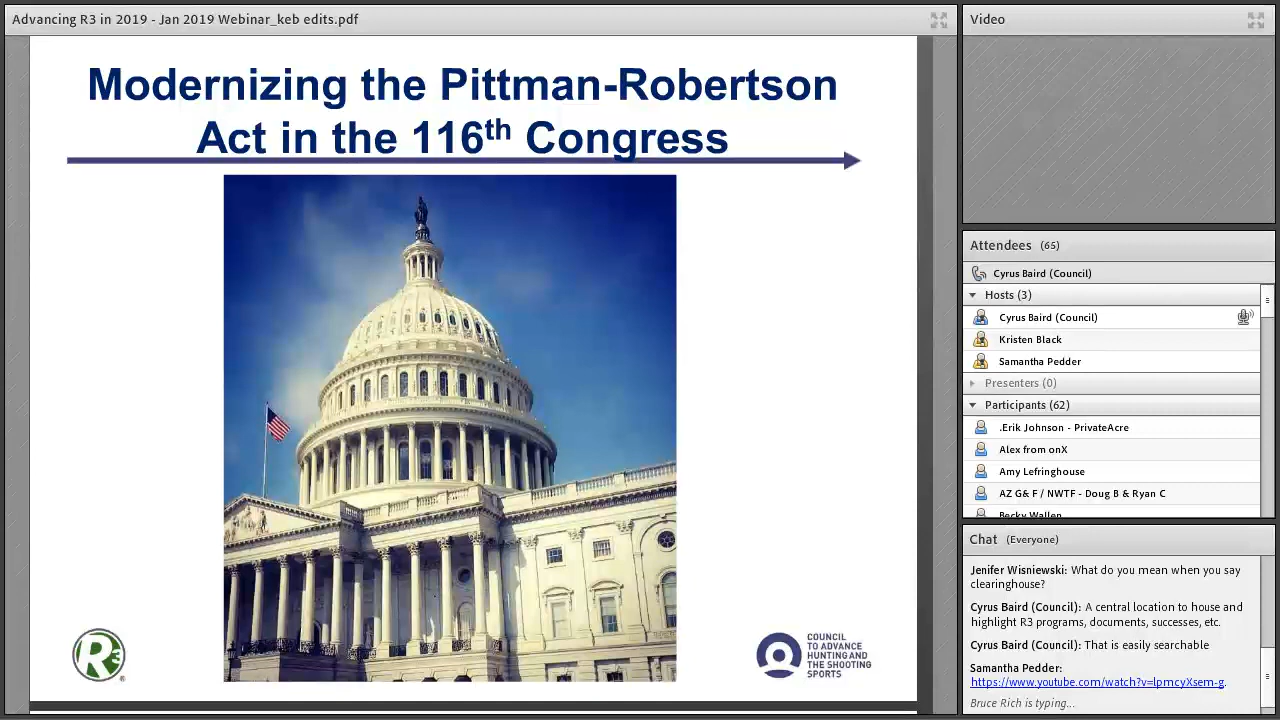 Advancing R3 in 2019 - Jan 2019 Webinar_keb edits.pdf
Modernizing the Pittman-Robertson
Act in the 116th Congress
R3
®
COUNCIL
TO ADVANCE
HUNTING AND
THE SHOOTING
SPORTS
Video
Attendees (65)
Cyrus Baird (Council)
Hosts (3)
Cyrus Baird (Council)
Kristen Black
Samantha Pedder
Presenters (0)
Participants (62)
.Erik Johnson - PrivateAcre
Alex from onX
Amy Lefringhouse
AZ G& F7NWTF - Doug B & Ryan C
Becky Wallen
Chat (Everyone)
Jenifer Wisniewski: What do you mean when you say
clearinghouse?
Cyrus Baird (Council): A central location to house and
highlight R3 programs, documents, successes, etc.
Cyrus Baird (Council): That is easily searchable
Samantha Pedder:
https://www.youtube.com/watch?v=lpmcyXsem-g.
Bruce Rich is typing...